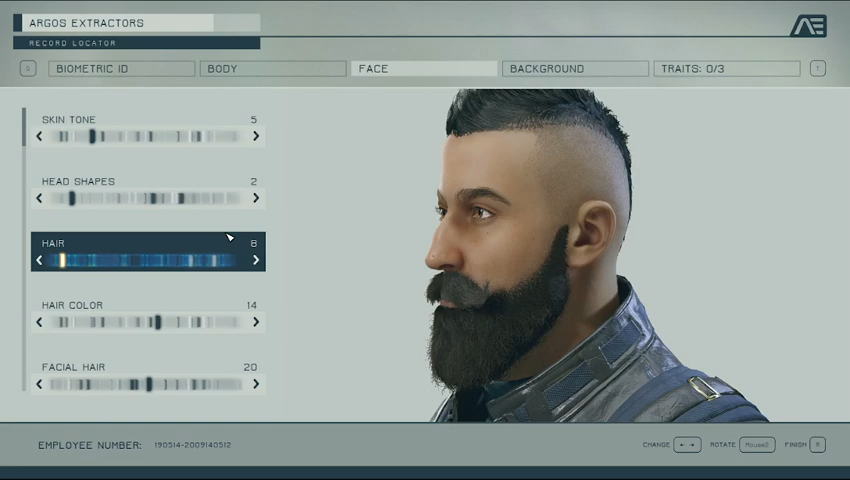 ARGOS EXTRACTORS
RECORD LOCATOR
BIOMETRIC ID
BODY
FACE
BACKGROUND
TRAITS: 0/3
SKIN TONE 5
HEAD SHAPES 2
HAIR 8
HAIR COLOR 14
FACIAL HAIR 20
EMPLOYEE NUMBER: 190514-2009140512
CHANGE
ROTATE Mouse2
FINISH R